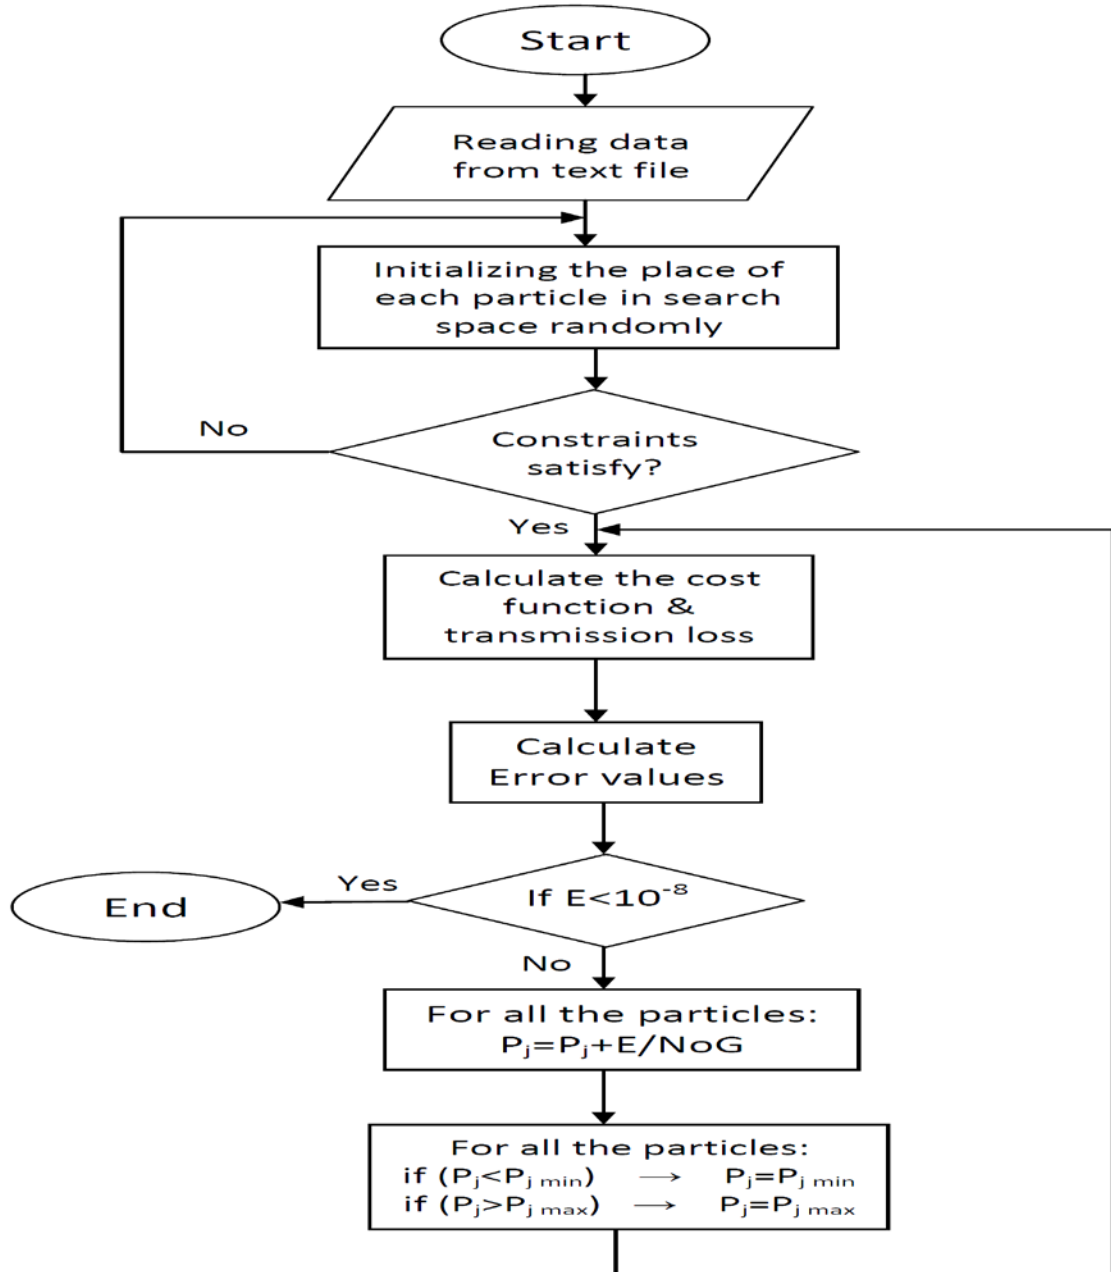 Start
Reading data
from text file
Initializing the place of
each particle in search
space randomly
No
Constraints
satisfy?
Yes
Calculate the cost
function &
transmission loss
Calculate
Error values
Yes
If E<10⁻⁸
End
No
For all the particles:
Pⱼ=Pⱼ+E/NoG
For all the particles:
if (Pⱼ<Pⱼ min) → Pⱼ=Pⱼ min
if (Pⱼ>Pⱼ max) → Pⱼ=Pⱼ max